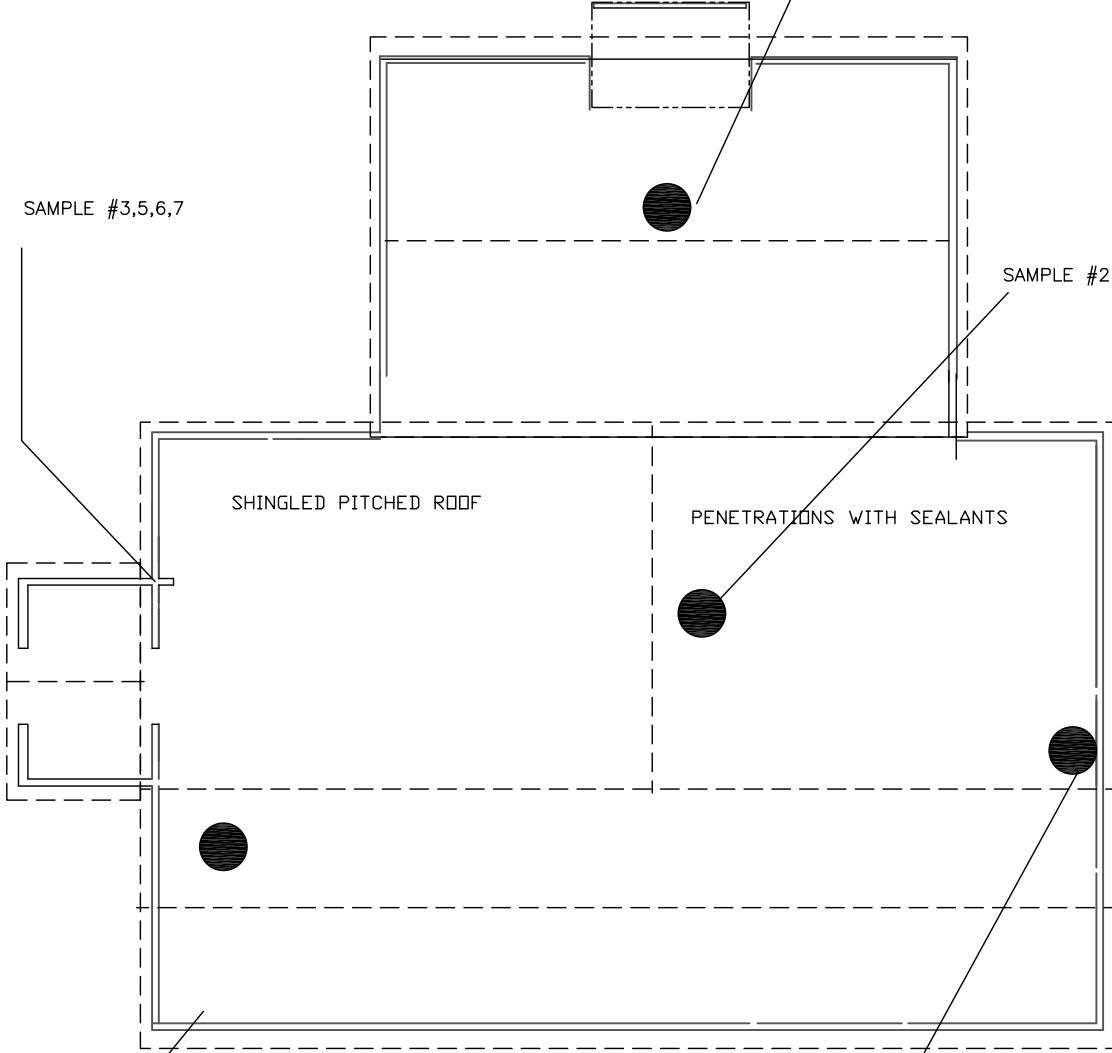 SAMPLE #3,5,6,7
SAMPLE #2
SHINGLED PITCHED ROOF
PENETRATIONS WITH SEALANTS